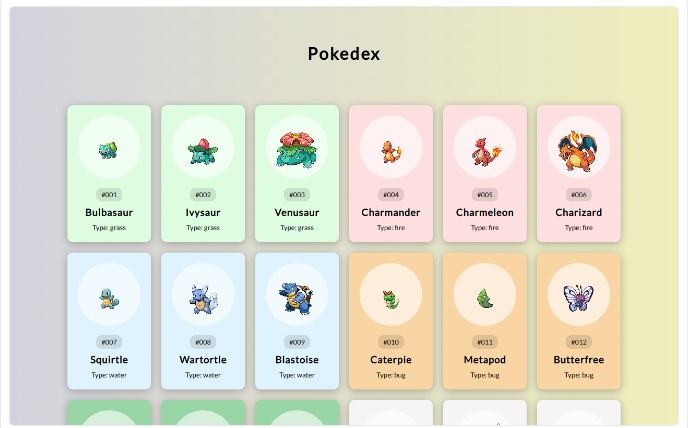 Pokedex
#001
Bulbasaur
Type: grass
#002
Ivysaur
Type: grass
#003
Venusaur
Type: grass
#004
Charmander
Type: fire
#005
Charmeleon
Type: fire
#006
Charizard
Type: fire
#007
Squirtle
Type: water
#008
Wartortle
Type: water
#009
Blastoise
Type: water
#010
Caterpie
Type: bug
#011
Metapod
Type: bug
#012
Butterfree
Type: bug